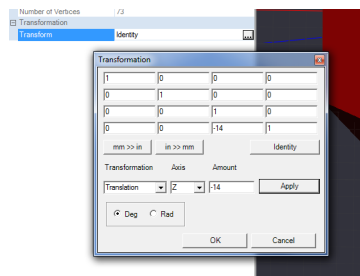 Number of Vertices 73
Transformation
Transform Identity ...
Transformation
1 0 0 0
0 1 0 0
0 0 1 0
0 0 -14 1
mm >> in in >> mm Identity
Transformation Axis Amount
Translation Z -14 Apply
Deg Rad
OK Cancel